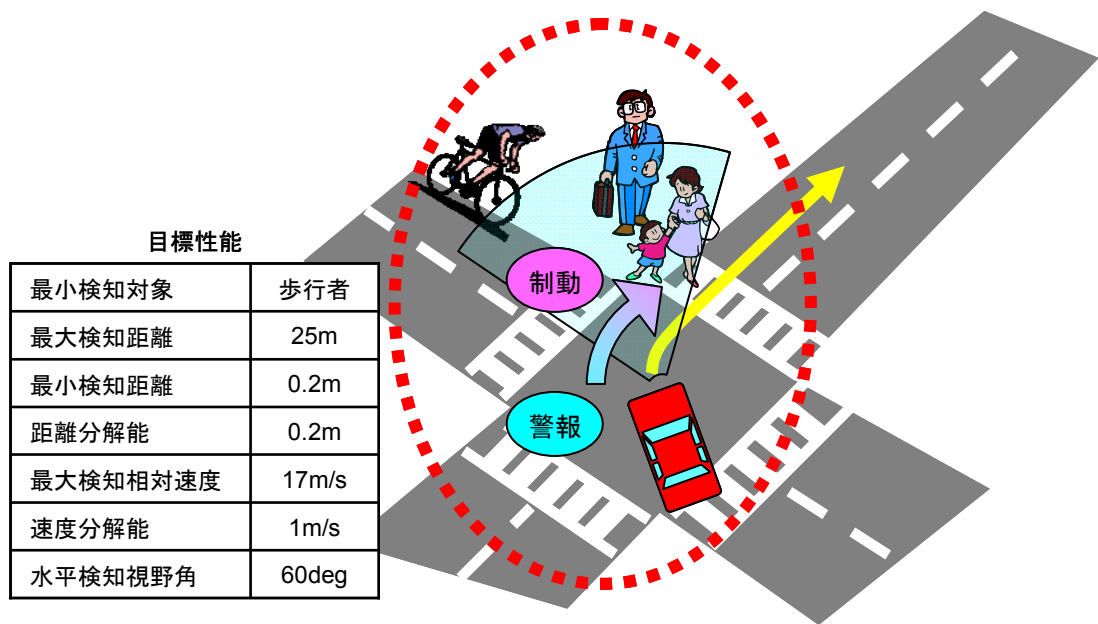 目標性能
最小検知対象 歩行者
最大検知距離 25m
最小検知距離 0.2m
距離分解能 0.2m
最大検知相対速度 17m/s
速度分解能 1m/s
水平検知視野角 60deg
制動
警報